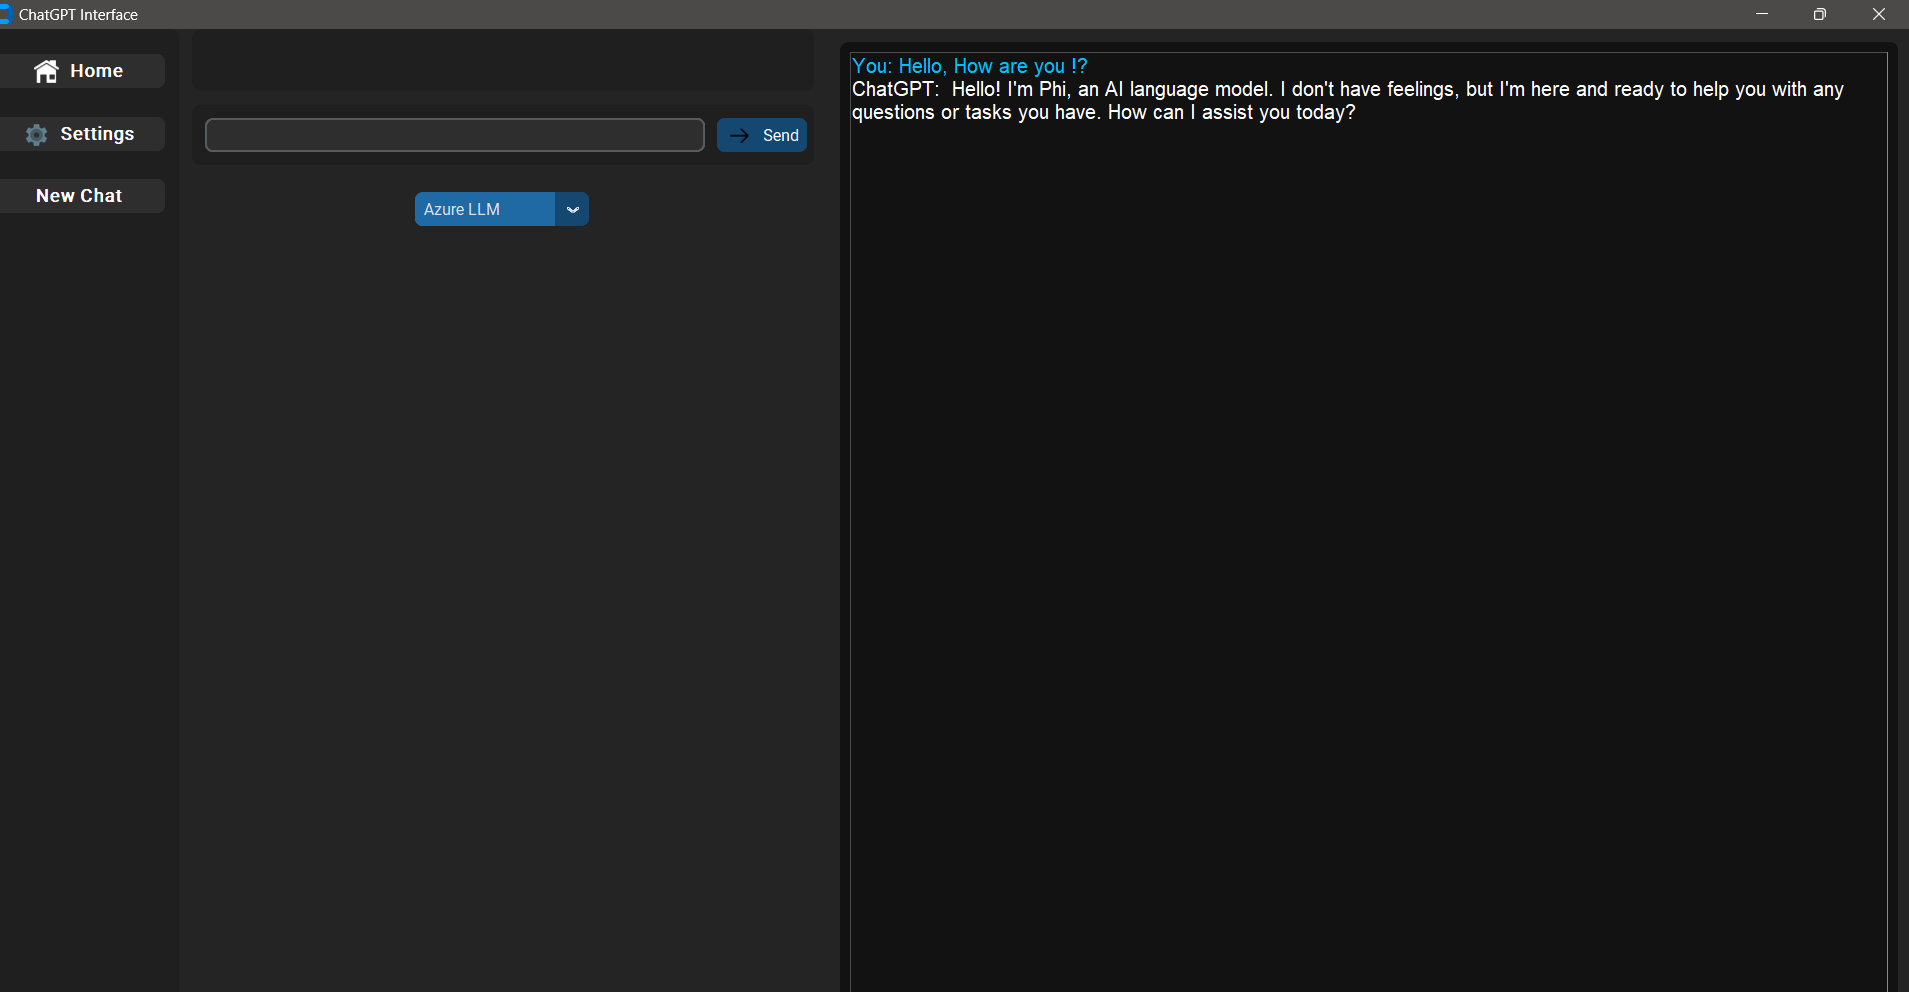 ChatGPT Interface
Home
Settings
New Chat
Send
Azure LLM
You: Hello, How are you !?
ChatGPT:  Hello! I'm Phi, an AI language model. I don't have feelings, but I'm here and ready to help you with any
questions or tasks you have. How can I assist you today?